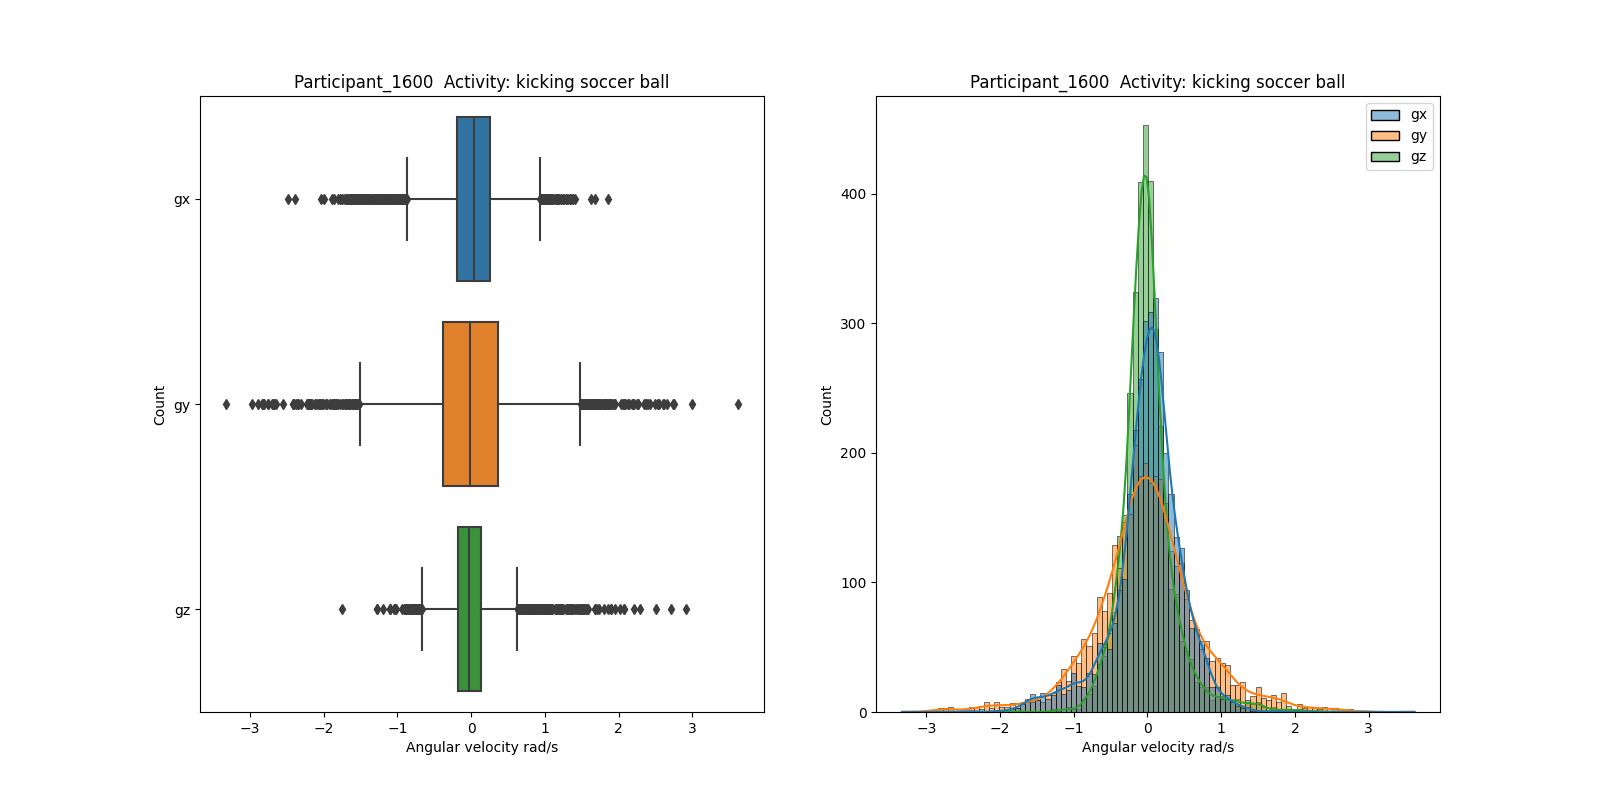 Participant_1600  Activity: kicking soccer ball
gx
gy
gz
Count
−3 −2 −1 0 1 2 3
Angular velocity rad/s
Participant_1600  Activity: kicking soccer ball
gx
gy
gz
400
300
200
100
0
Count
−3 −2 −1 0 1 2 3
Angular velocity rad/s